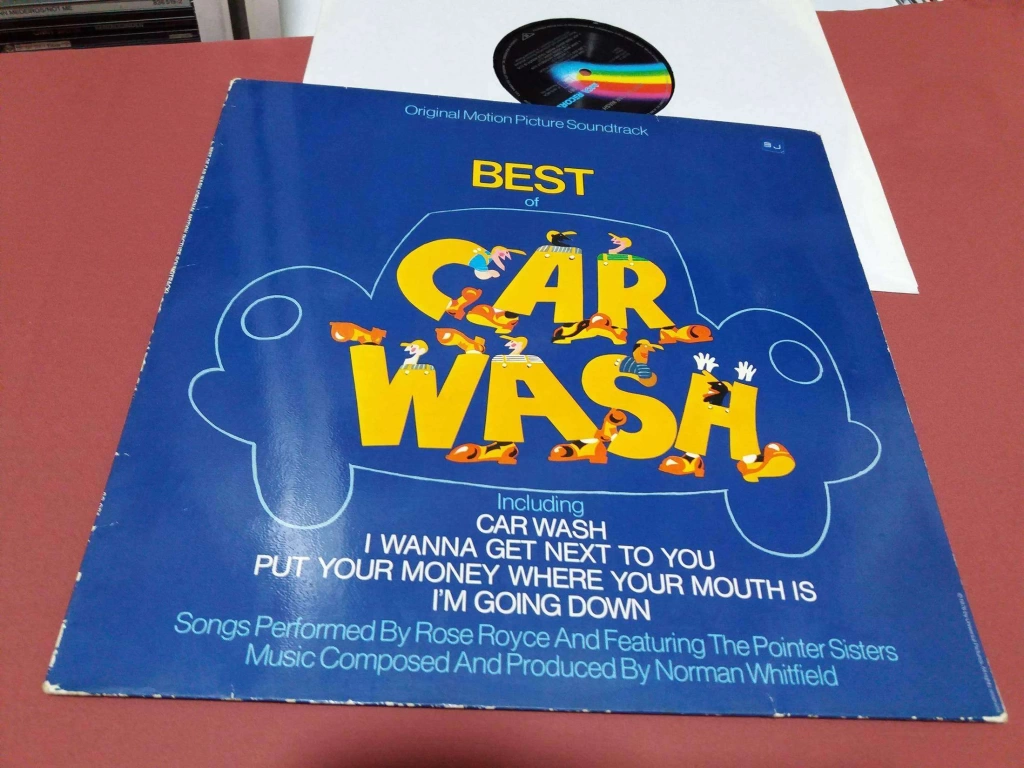 Original Motion Picture Soundtrack
BEST
of
CAR
WASH
Including
CAR WASH
I WANNA GET NEXT TO YOU
PUT YOUR MONEY WHERE YOUR MOUTH IS
I'M GOING DOWN
Songs Performed By Rose Royce And Featuring The Pointer Sisters
Music Composed And Produced By Norman Whitfield